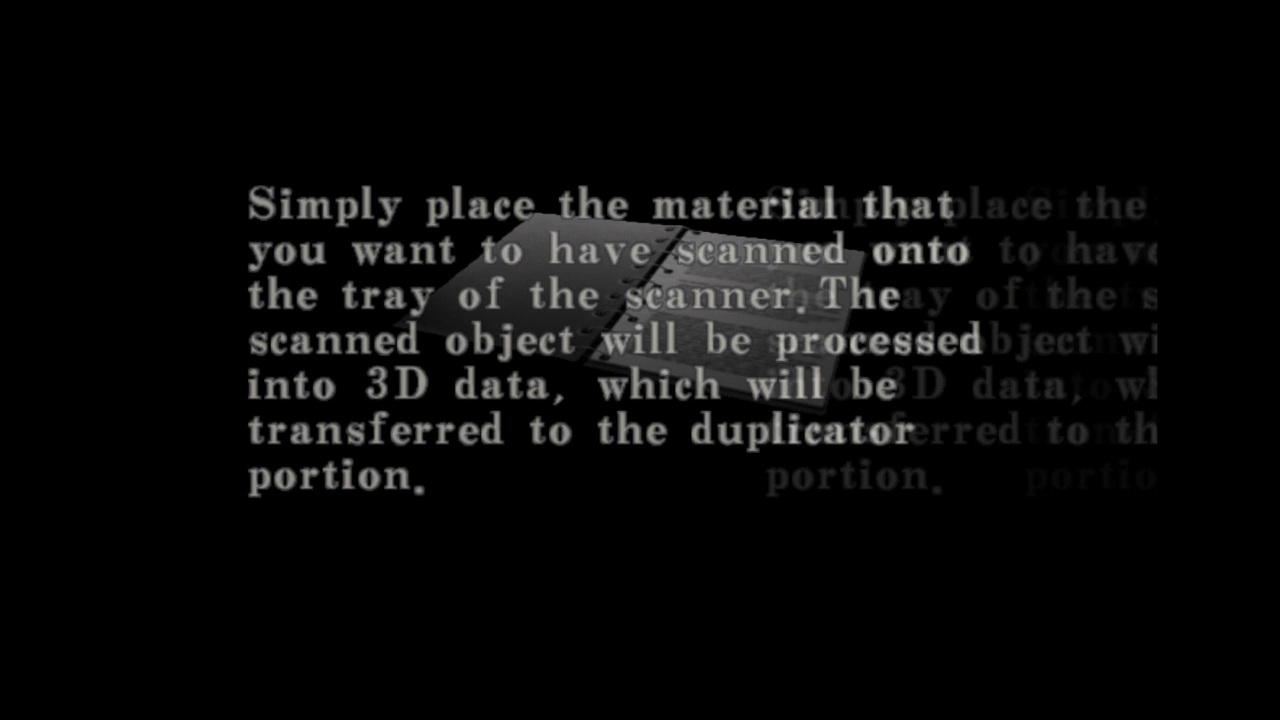 Simply place the material that
you want to have scanned onto
the tray of the scanner. The
scanned object will be processed
into 3D data, which will be
transferred to the duplicator
portion.